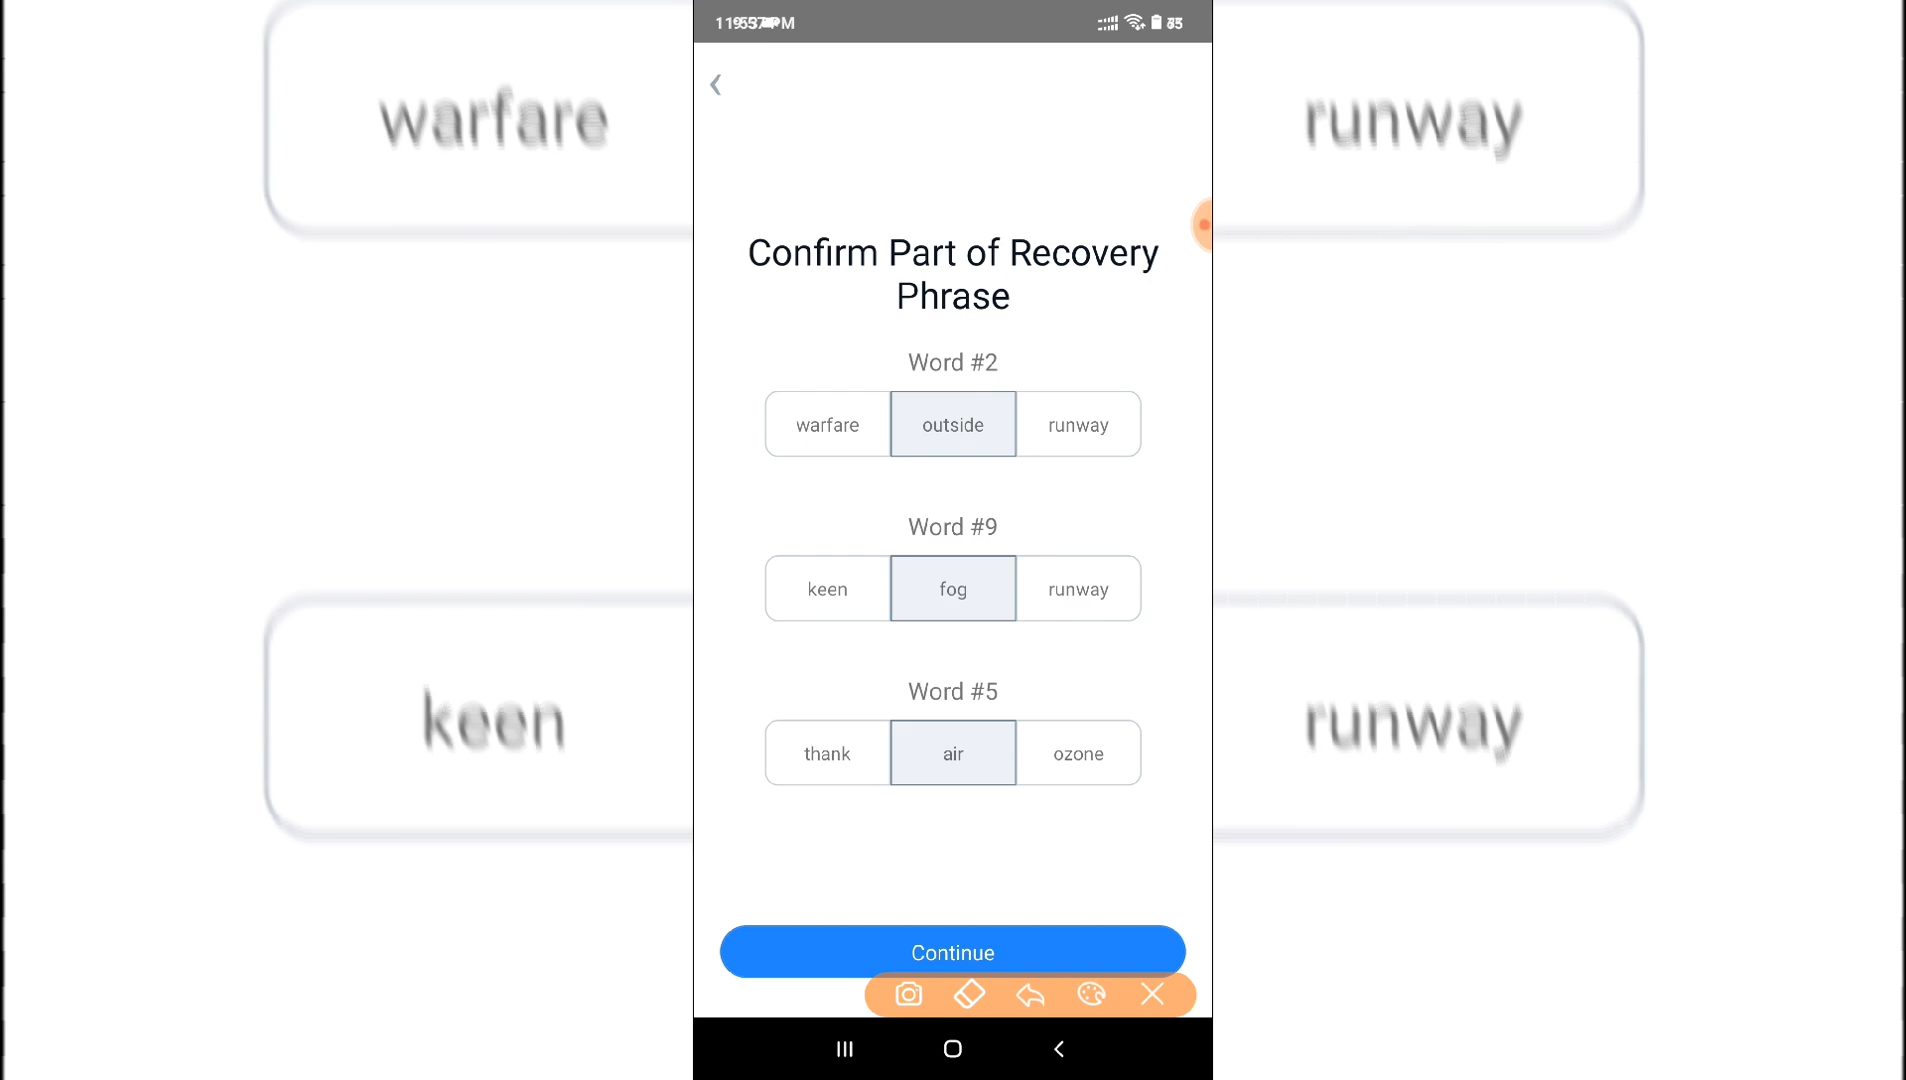 Confirm Part of Recovery
Phrase
Word #2
warfare outside runway
Word #9
keen fog runway
Word #5
thank air ozone
Continue
warfare
runway
keen
runway